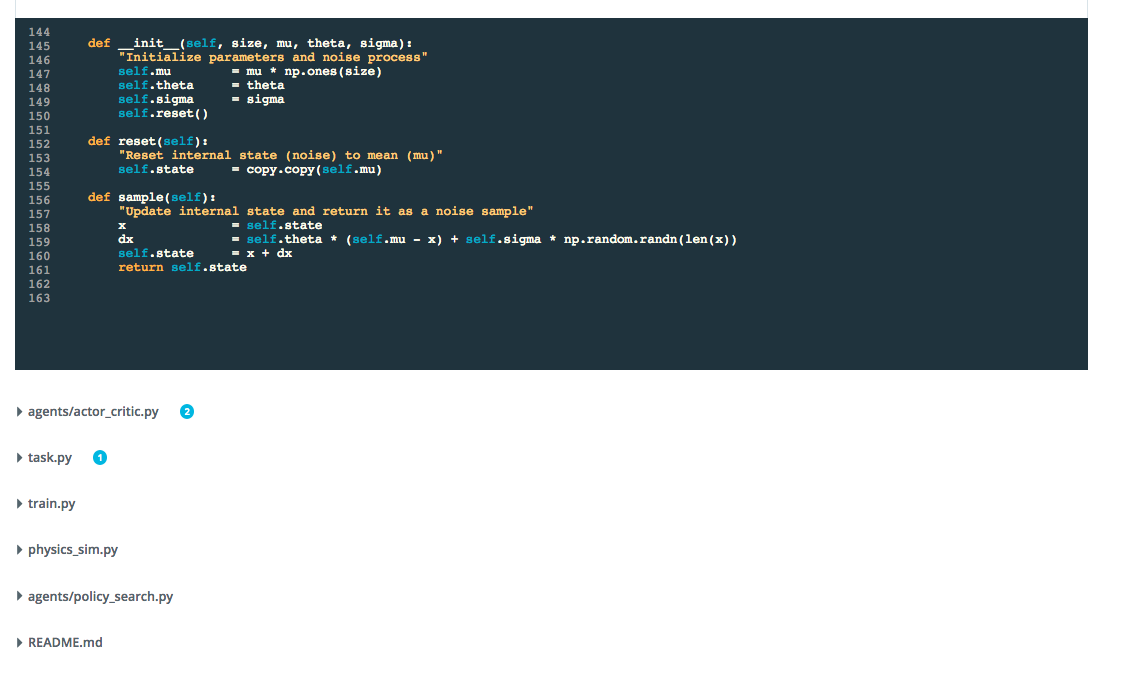 144
145 def __init__(self, size, mu, theta, sigma):
146 "Initialize parameters and noise process"
147 self.mu = mu * np.ones(size)
148 self.theta = theta
149 self.sigma = sigma
150 self.reset()
151
152 def reset(self):
153 "Reset internal state (noise) to mean (mu)"
154 self.state = copy.copy(self.mu)
155
156 def sample(self):
157 "Update internal state and return it as a noise sample"
158 x = self.state
159 dx = self.theta * (self.mu - x) + self.sigma * np.random.randn(len(x))
160 self.state = x + dx
161 return self.state
162
163
agents/actor_critic.py 2
task.py 1
train.py
physics_sim.py
agents/policy_search.py
README.md